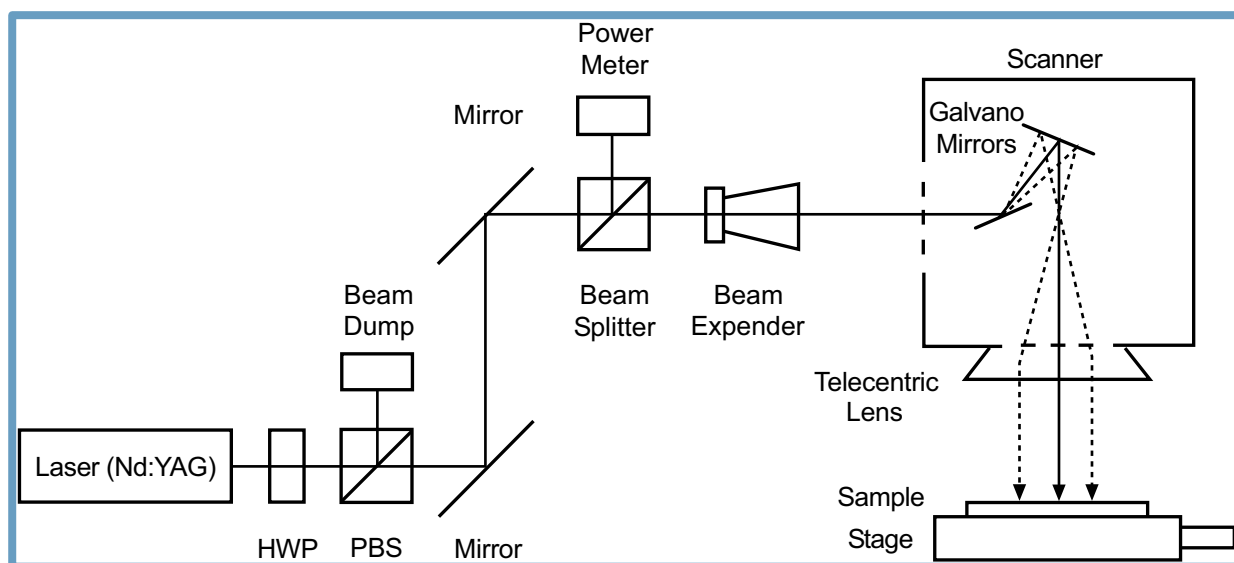 Power
Meter
Scanner
Mirror
Galvano
Mirrors
Beam
Dump
Beam
Splitter
Beam
Expender
Telecentric
Lens
Laser (Nd:YAG)
Sample
Stage
HWP
PBS
Mirror